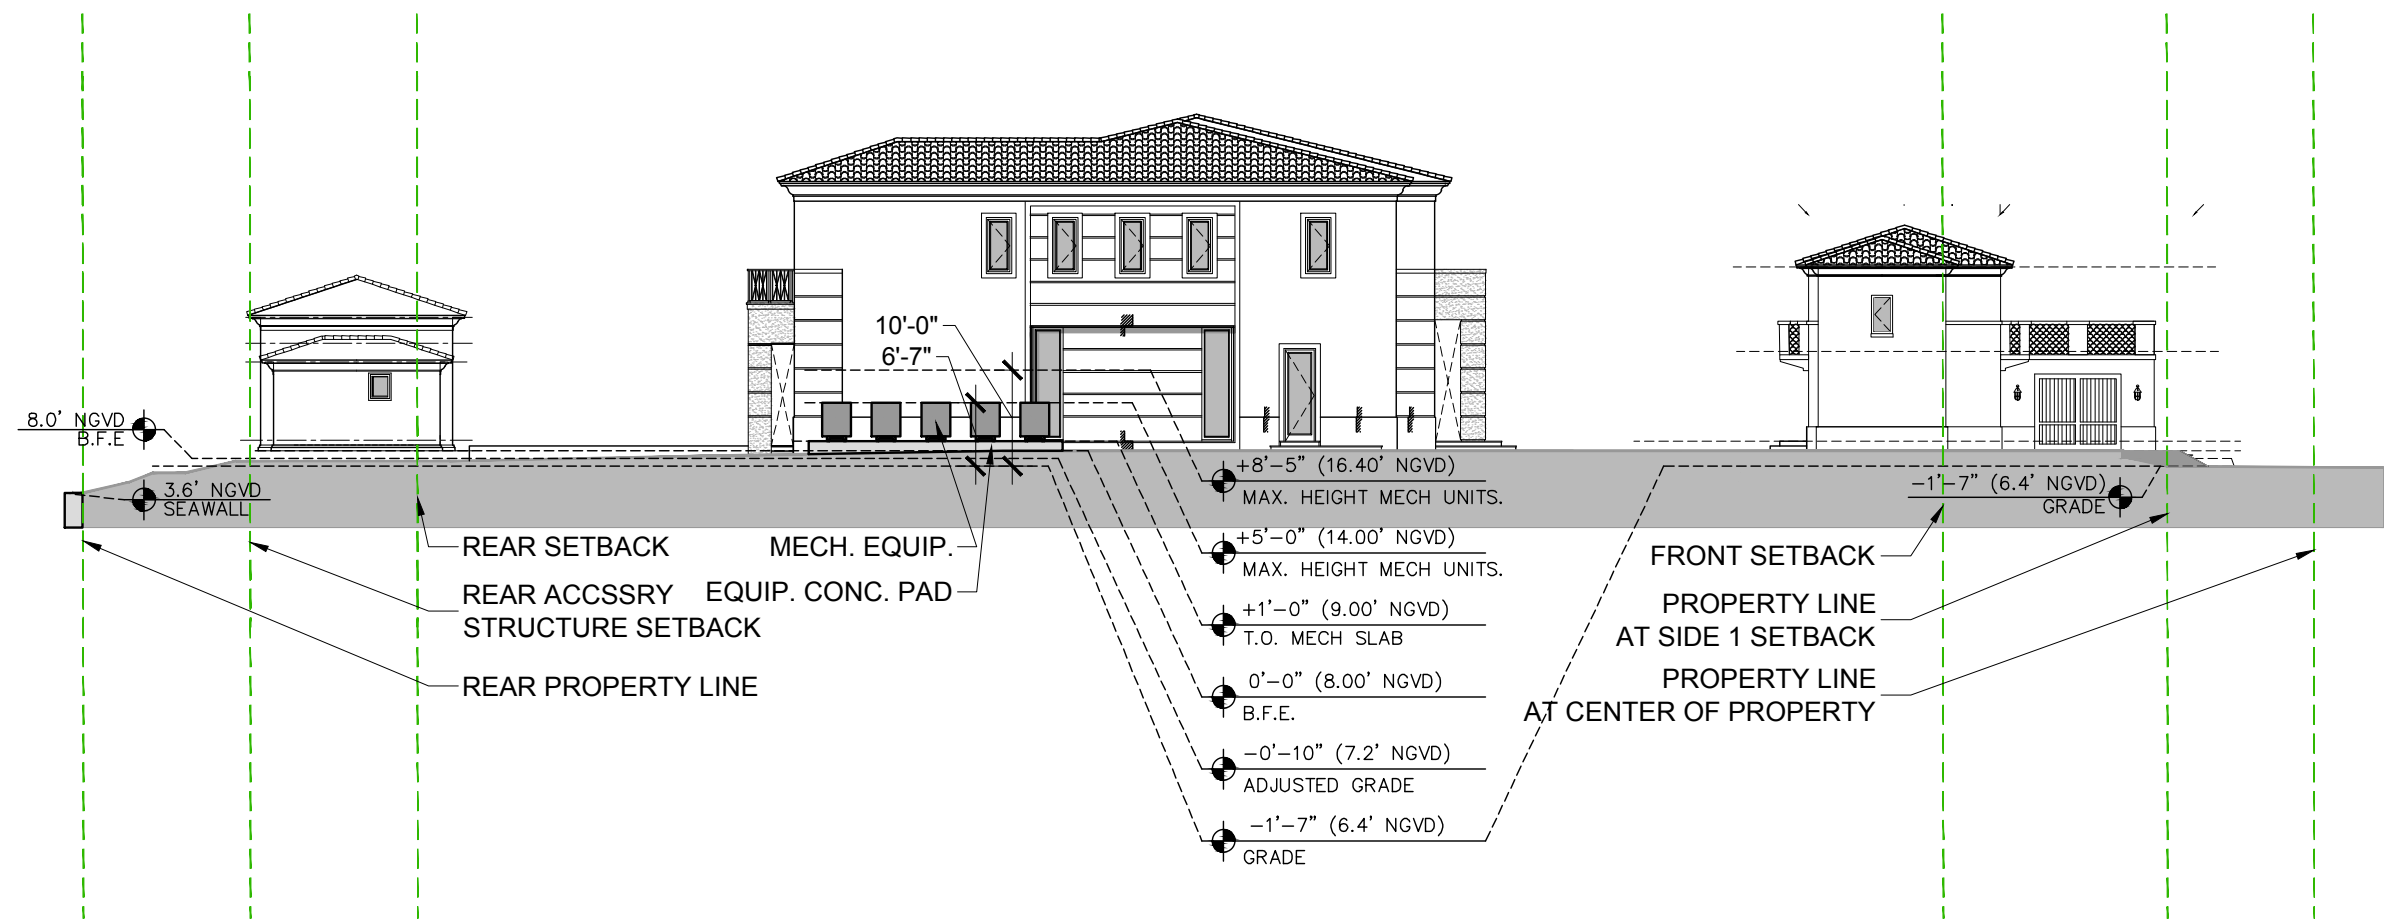 10'-0"
6'-7"
8.0' NGVD
B.F.E
3.6' NGVD
SEAWALL
REAR SETBACK
MECH. EQUIP.
REAR ACCSSRY
STRUCTURE SETBACK
EQUIP. CONC. PAD
REAR PROPERTY LINE
+8'-5" (16.40' NGVD)
MAX. HEIGHT MECH UNITS.
+5'-0" (14.00' NGVD)
MAX. HEIGHT MECH UNITS.
+1'-0" (9.00' NGVD)
T.O. MECH SLAB
0'-0" (8.00' NGVD)
B.F.E.
-0'-10" (7.2' NGVD)
ADJUSTED GRADE
-1'-7" (6.4' NGVD)
GRADE
-1'-7" (6.4' NGVD)
GRADE
FRONT SETBACK
PROPERTY LINE
AT SIDE 1 SETBACK
PROPERTY LINE
AT CENTER OF PROPERTY